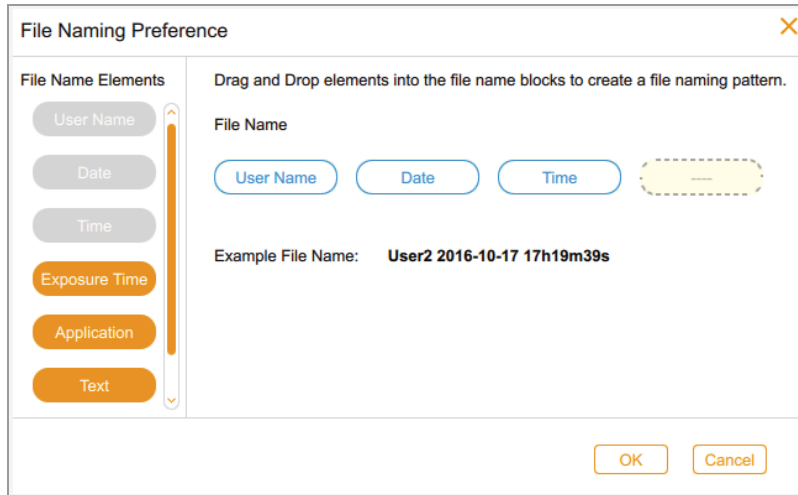 File Naming Preference
File Name Elements
User Name
Date
Time
Exposure Time
Application
Text
Drag and Drop elements into the file name blocks to create a file naming pattern.
File Name
User Name Date Time ----
Example File Name: User2 2016-10-17 17h19m39s
OK Cancel